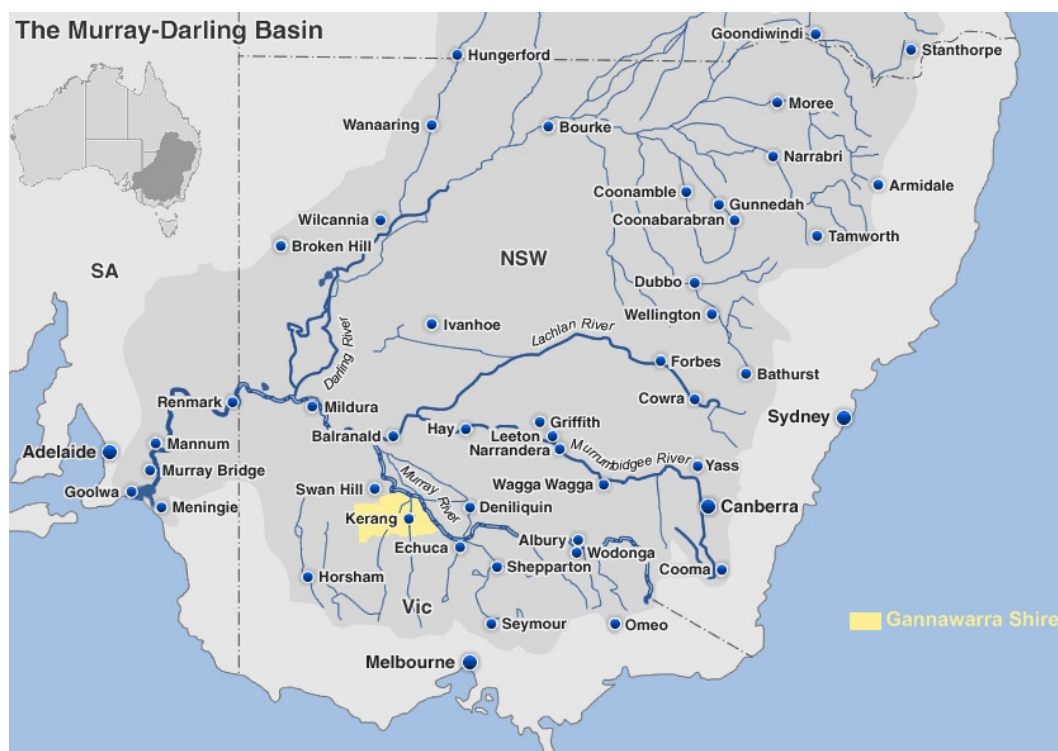 The Murray-Darling Basin
Goondiwindi
Stanthorpe
Hungerford
Moree
Wanaaring
Bourke
Narrabri
Coonamble
Armidale
Gunnedah
Wilcannia
Coonabarabran
Tamworth
Broken Hill
NSW
SA
Dubbo
Wellington
Ivanhoe
Lachlan River
Darling River
Forbes
Bathurst
Renmark
Mildura
Cowra
Sydney
Griffith
Hay
Leeton
Balranald
Mannum
Narrandera
Adelaide
Murrumbidgee River
Yass
Murray Bridge
Murray River
Wagga Wagga
Swan Hill
Goolwa
Meningie
Deniliquin
Canberra
Kerang
Albury
Echuca
Wodonga
Shepparton
Cooma
Horsham
Vic
Gannawarra Shire
Seymour
Omeo
Melbourne